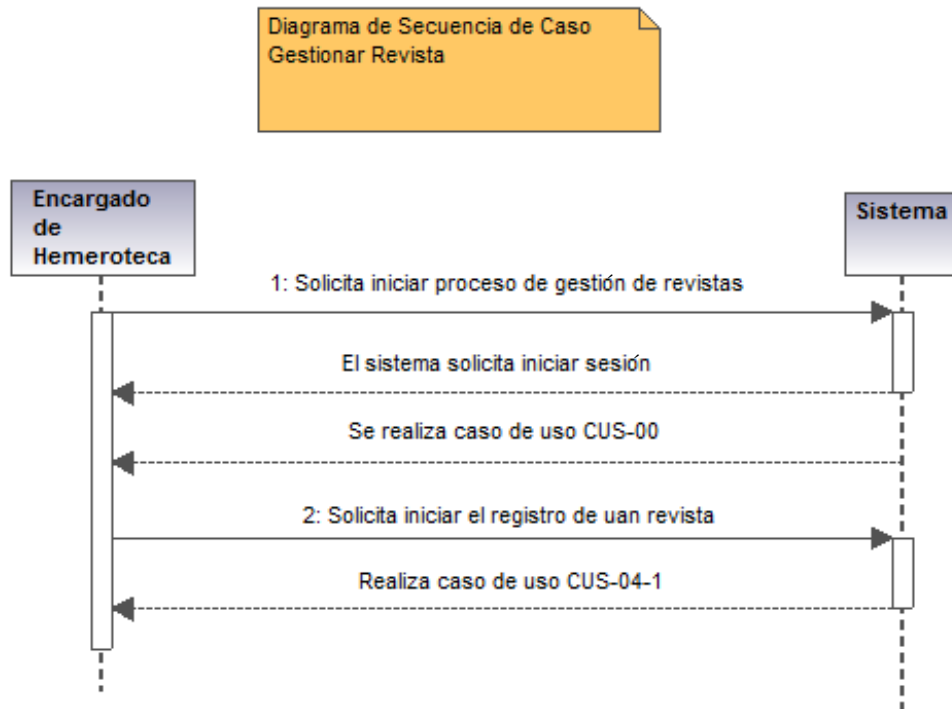 Diagrama de Secuencia de Caso
Gestionar Revista
Encargado
de
Hemeroteca
Sistema
1: Solicita iniciar proceso de gestión de revistas
El sistema solicita iniciar sesión
Se realiza caso de uso CUS-00
2: Solicita iniciar el registro de uan revista
Realiza caso de uso CUS-04-1